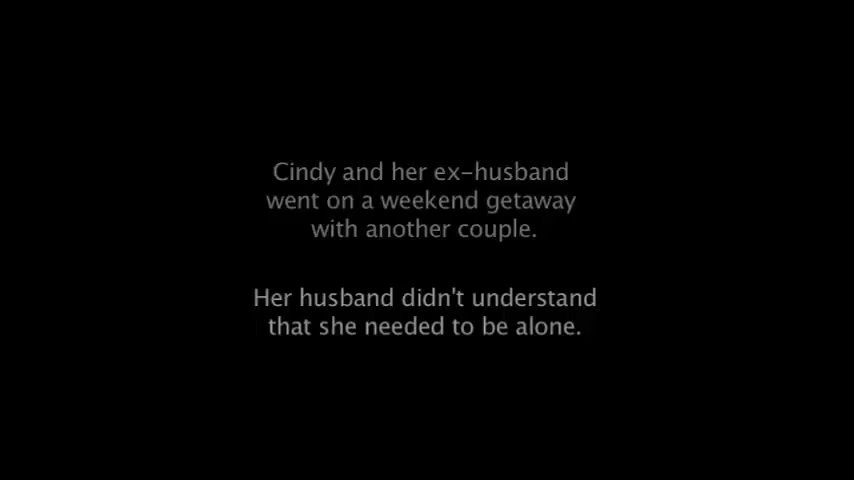 Cindy and her ex-husband
went on a weekend getaway
with another couple.
Her husband didn't understand
that she needed to be alone.